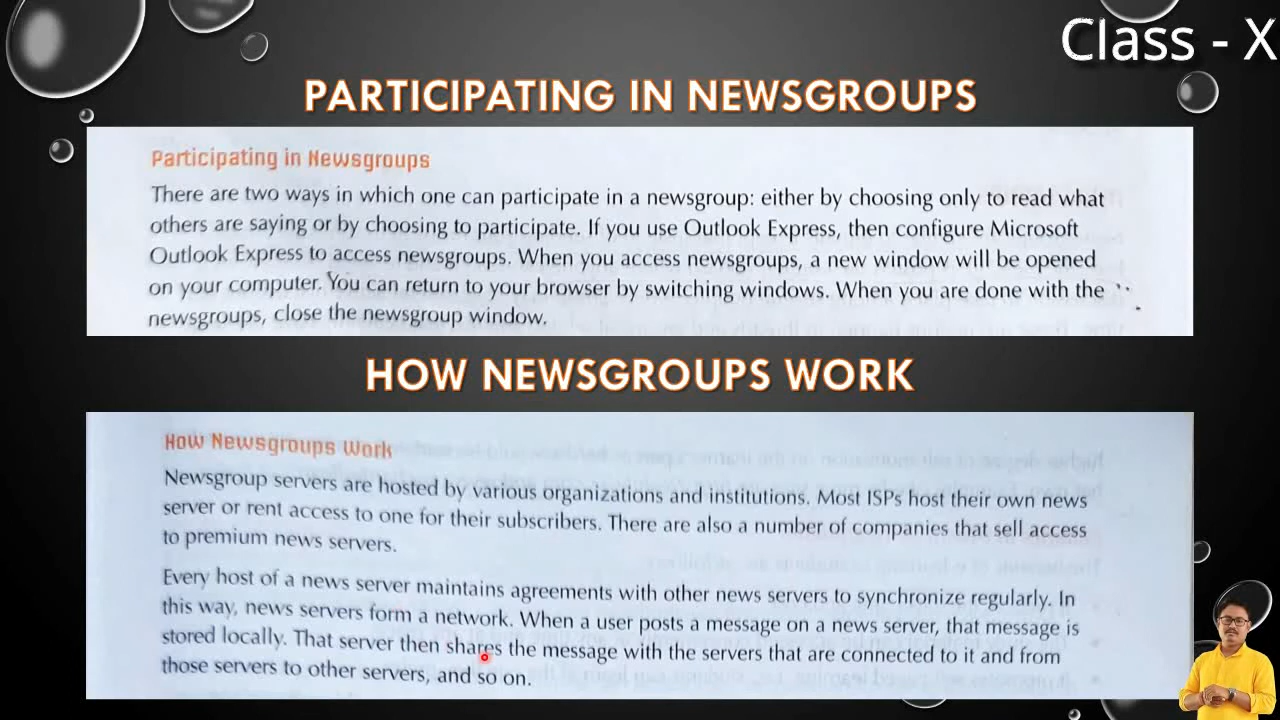 Class - X
PARTICIPATING IN NEWSGROUPS
Participating in Newsgroups
There are two ways in which one can participate in a newsgroup: either by choosing only to read what
others are saying or by choosing to participate. If you use Outlook Express, then configure Microsoft
Outlook Express to access newsgroups. When you access newsgroups, a new window will be opened
on your computer. You can return to your browser by switching windows. When you are done with the
newsgroups, close the newsgroup window.
HOW NEWSGROUPS WORK
How Newsgroups Work
Newsgroup servers are hosted by various organizations and institutions. Most ISPs host their own news
server or rent access to one for their subscribers. There are also a number of companies that sell access
to premium news servers.
Every host of a news server maintains agreements with other news servers to synchronize regularly. In
this way, news servers form a network. When a user posts a message on a news server, that message is
stored locally. That server then shares the message with the servers that are connected to it and from
those servers to other servers, and so on.